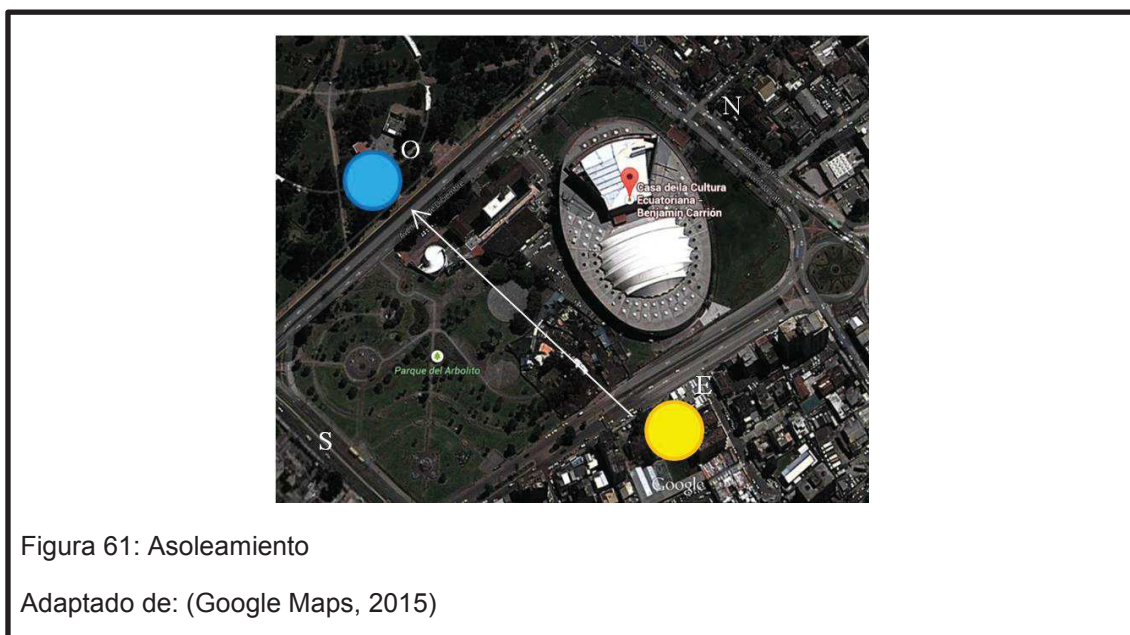 N
O
Casa de la Cultura
Ecuatoriana -
Benjamín Carrión
Parque del Arbolito
E
S
Google
Figura 61: Asoleamiento
Adaptado de: (Google Maps, 2015)